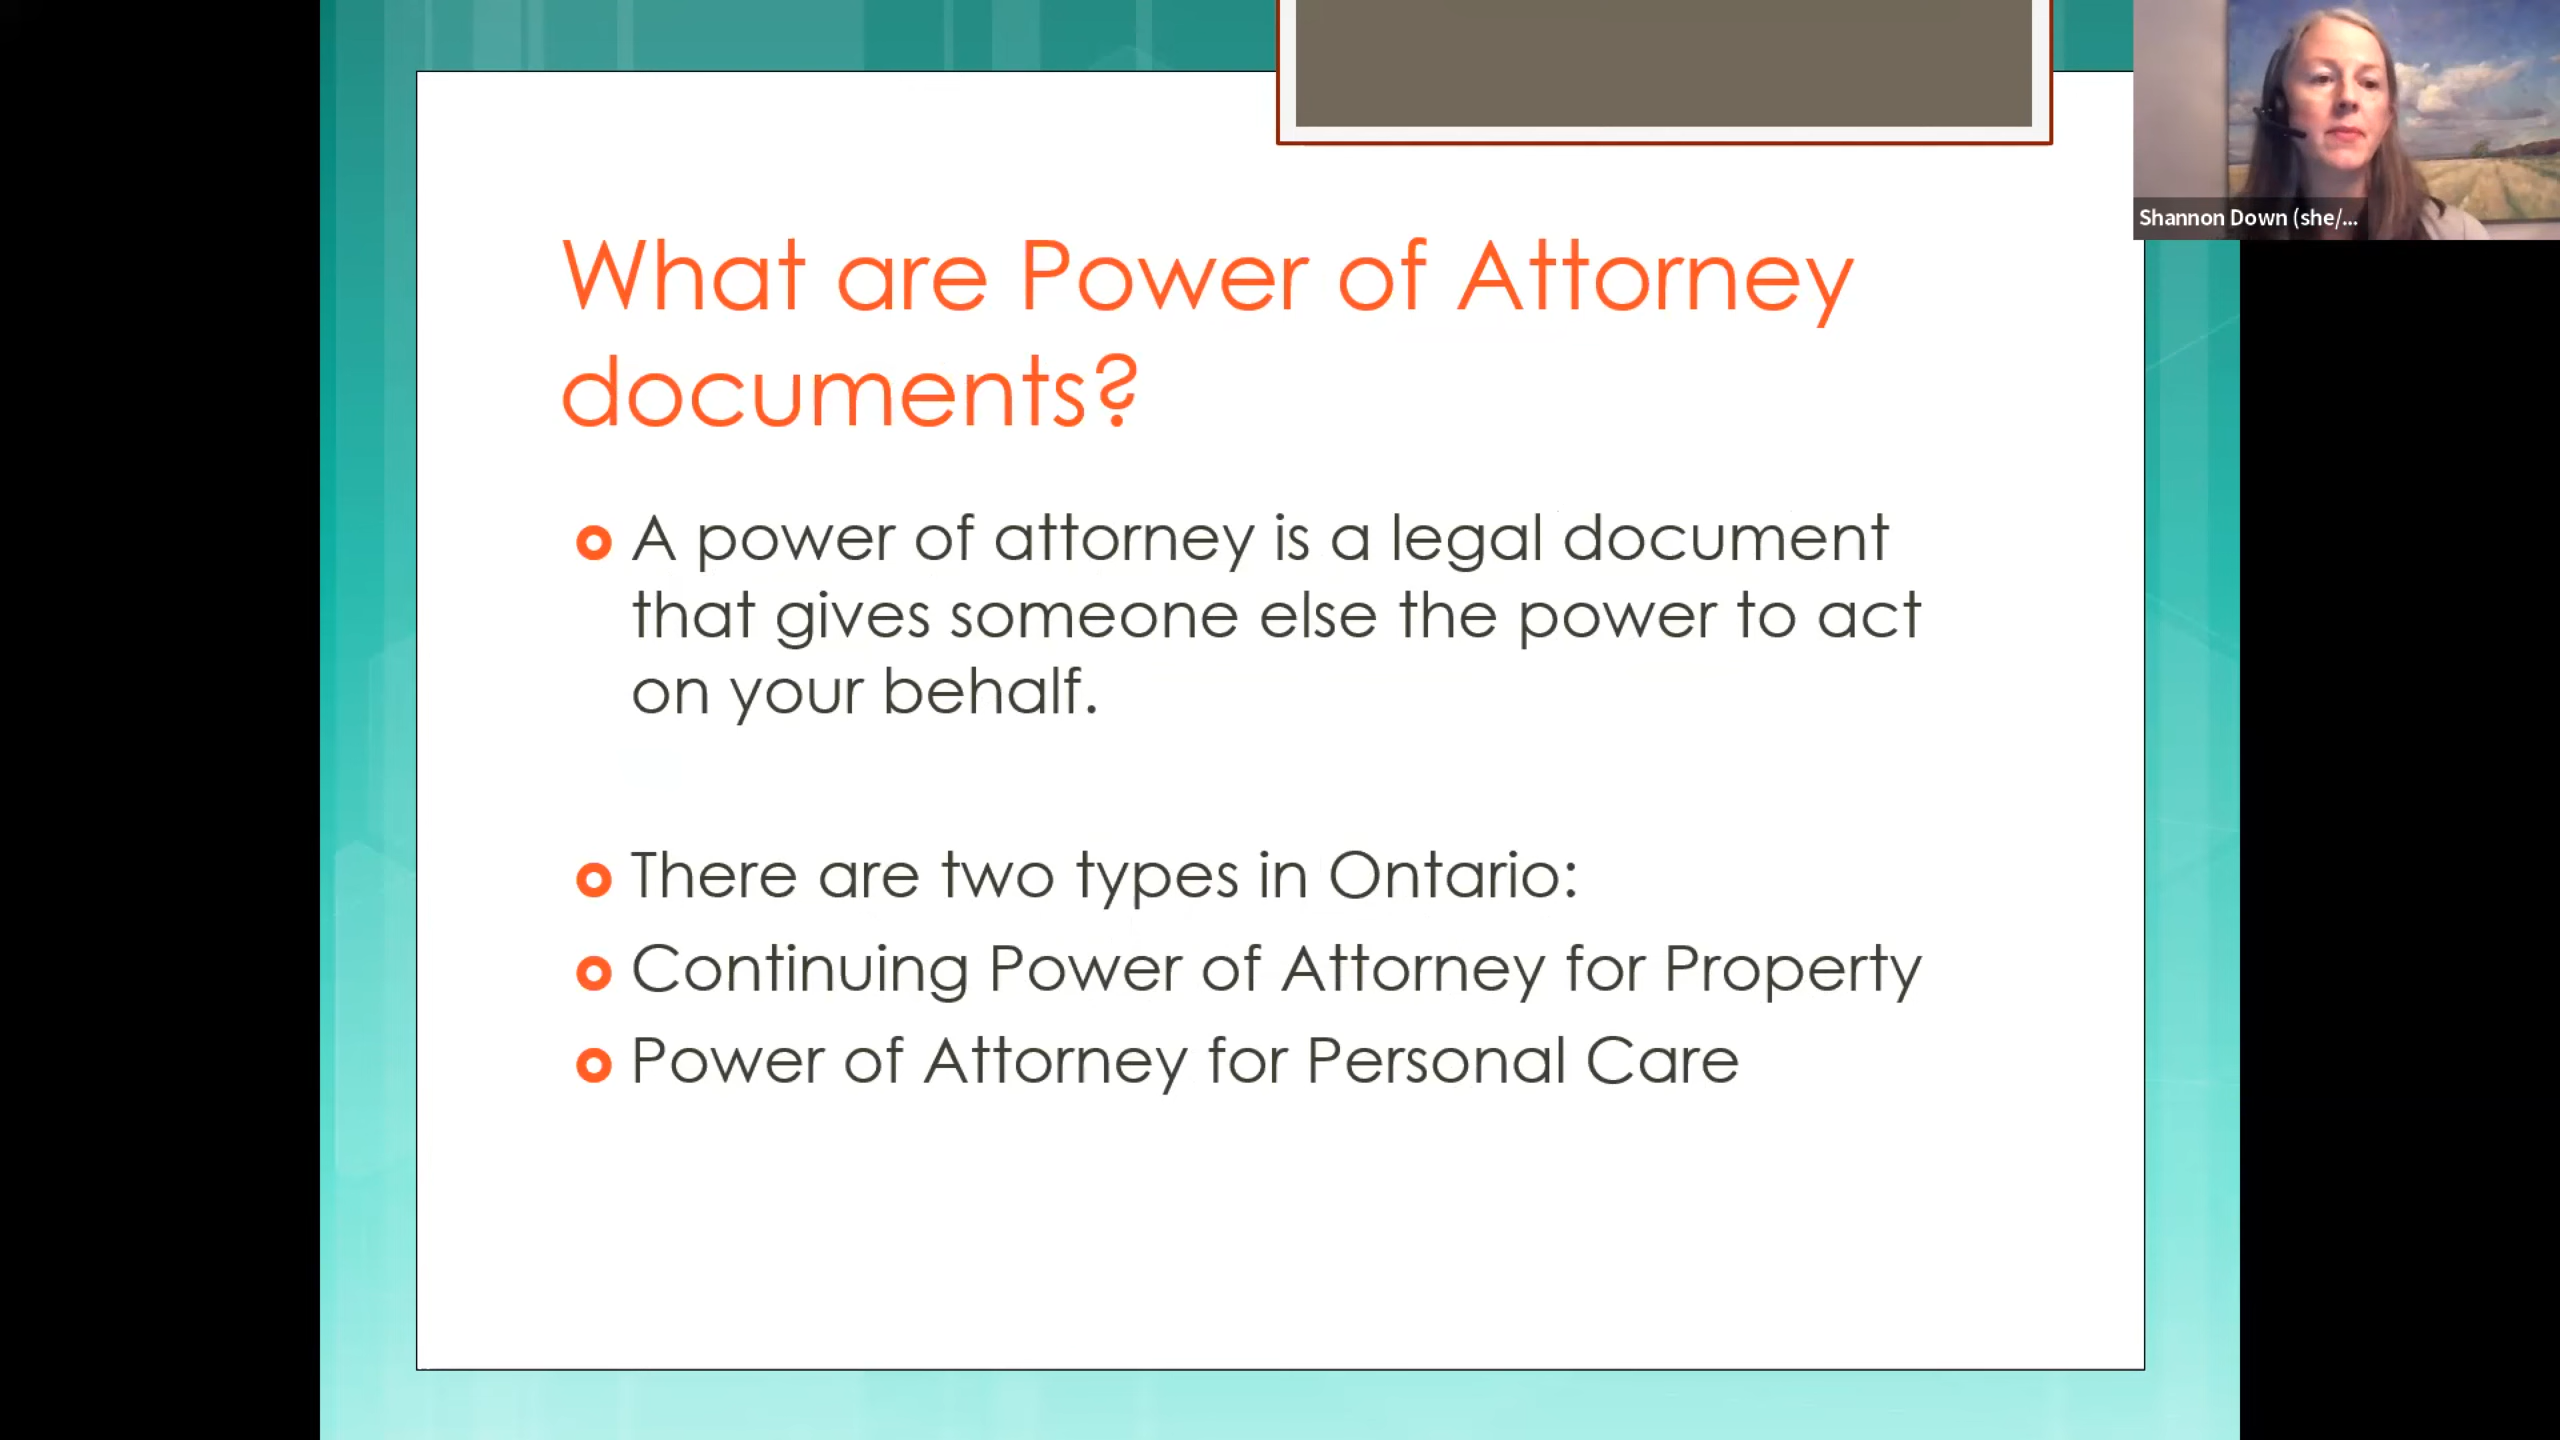 What are Power of Attorney
documents?
A power of attorney is a legal document
that gives someone else the power to act
on your behalf.
There are two types in Ontario:
Continuing Power of Attorney for Property
Power of Attorney for Personal Care
Shannon Down (she/...